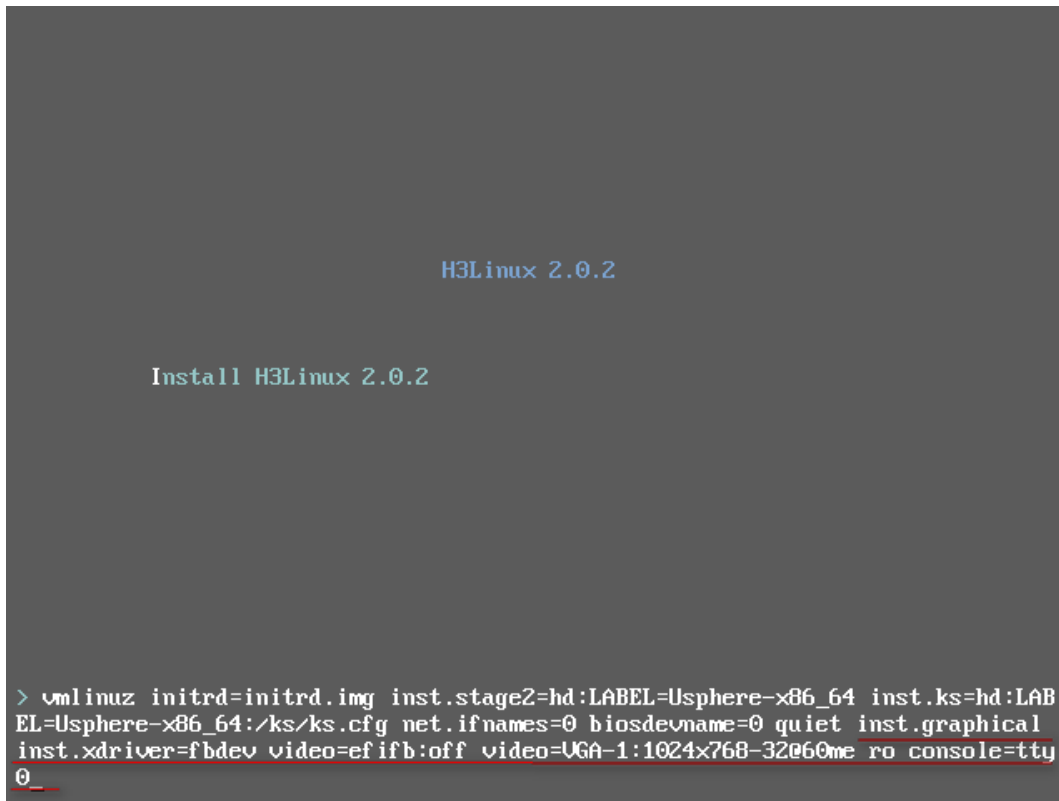 H3Linux 2.0.2
Install H3Linux 2.0.2
> vmlinuz initrd=initrd.img inst.stage2=hd:LABEL=Usphere-x86_64 inst.ks=hd:LAB
EL=Usphere-x86_64:/ks/ks.cfg net.ifnames=0 biosdevname=0 quiet inst.graphical
inst.xdriver=fbdev video=efifb:off video=VGA-1:1024x768-32@60me ro console=tty
0_